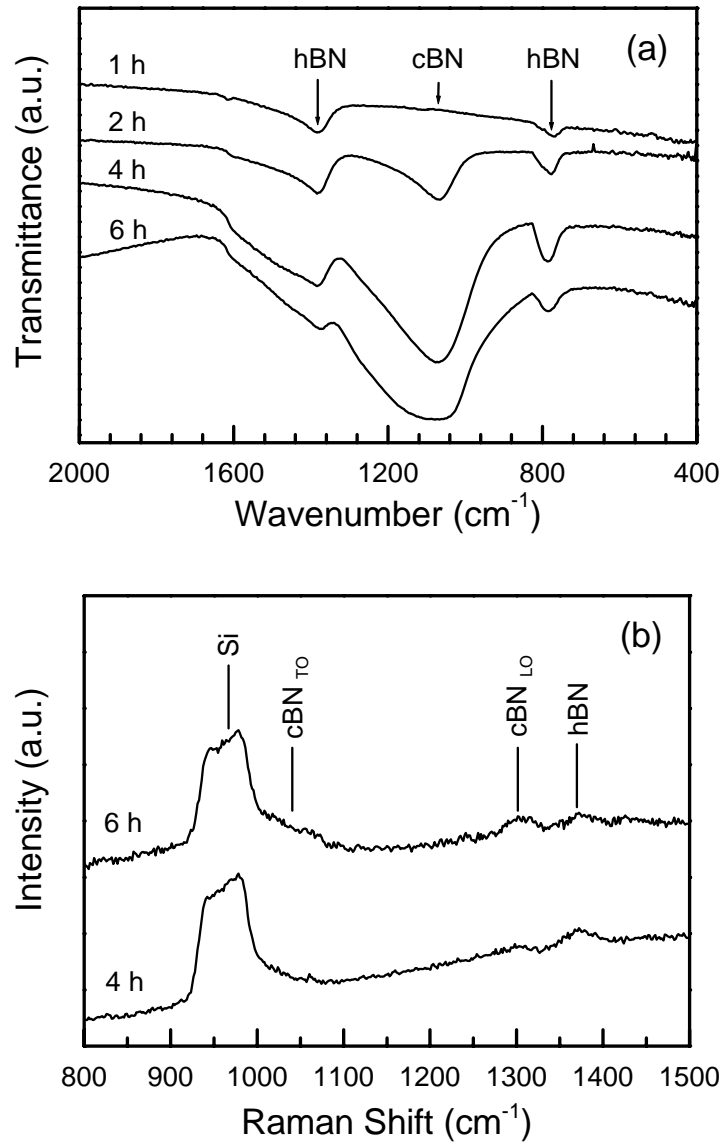 (a)
hBN cBN hBN
1 h
2 h
4 h
6 h
Transmittance (a.u.)
2000 1600 1200 800 400
Wavenumber (cm⁻¹)
(b)
Si
cBN TO
cBN LO
hBN
6 h
4 h
Intensity (a.u.)
800 900 1000 1100 1200 1300 1400 1500
Raman Shift (cm⁻¹)